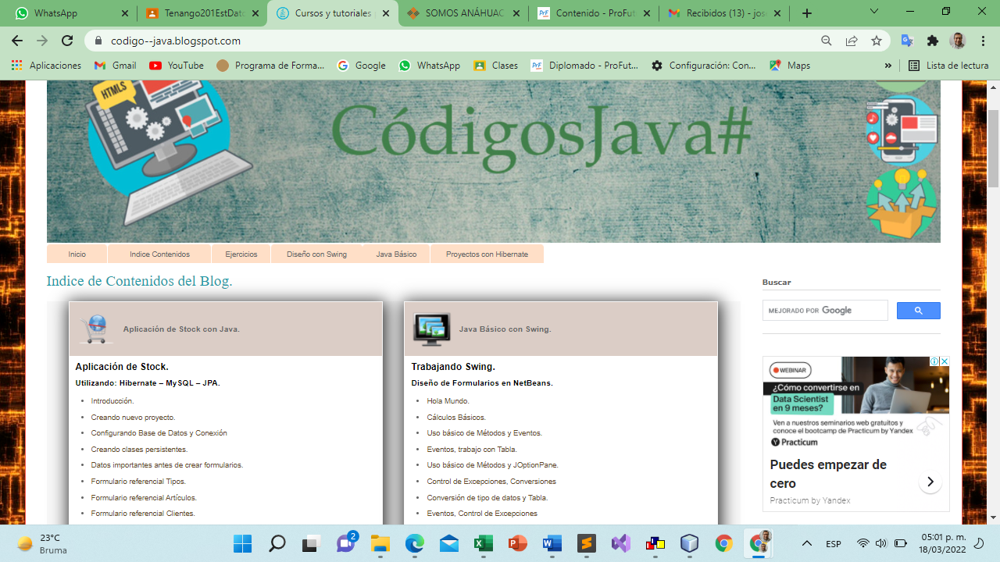 WhatsApp
Tenango201EstDato
Cursos y tutoriales
SOMOS ANÁHUAC
Contenido - ProFut
Recibidos (13) - jos
codigo--java.blogspot.com
Aplicaciones
Gmail
YouTube
Programa de Forma...
Google
WhatsApp
Clases
Diplomado - ProFut...
Configuración: Con...
Maps
»
Lista de lectura
HTML5
CódigosJava#
Inicio
Indice Contenidos
Ejercicios
Diseño con Swing
Java Básico
Proyectos con Hibernate
Indice de Contenidos del Blog.
Aplicación de Stock con Java.
Aplicación de Stock.
Utilizando: Hibernate – MySQL – JPA.
• Introducción.
• Creando nuevo proyecto.
• Configurando Base de Datos y Conexión
• Creando clases persistentes.
• Datos importantes antes de crear formularios.
• Formulario referencial Tipos.
• Formulario referencial Artículos.
• Formulario referencial Clientes.
Java Básico con Swing.
Trabajando Swing.
Diseño de Formularios en NetBeans.
• Hola Mundo.
• Cálculos Básicos.
• Uso básico de Métodos y Eventos.
• Eventos, trabajo con Tabla.
• Uso básico de Métodos y JOptionPane.
• Control de Excepciones, Conversiones
• Conversión de tipo de datos y Tabla.
• Eventos, Control de Excepciones
Buscar
MEJORADO POR Google
WEBINAR
¿Cómo convertirse en
Data Scientist
en 9 meses?
Ven a nuestros seminarios web gratuitos y
conoce el bootcamp de Practicum by Yandex
Practicum
Puedes empezar de
cero
Practicum by Yandex
23°C
Bruma
2
ESP
05:01 p. m.
18/03/2022